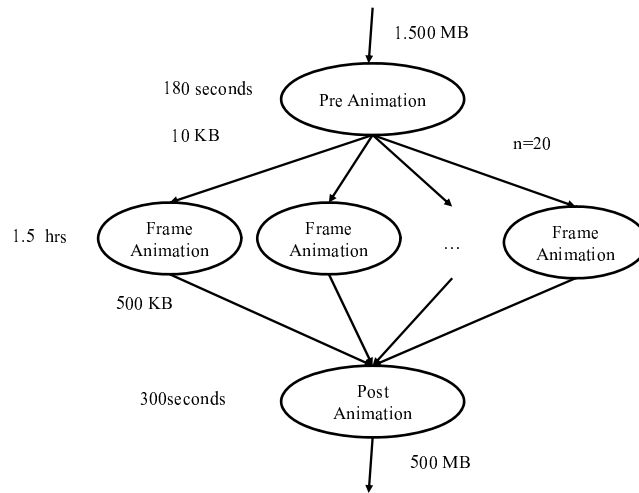 1.500 MB
180 seconds
Pre Animation
10 KB
n=20
1.5 hrs
Frame
Animation
Frame
Animation
...
Frame
Animation
500 KB
300seconds
Post
Animation
500 MB